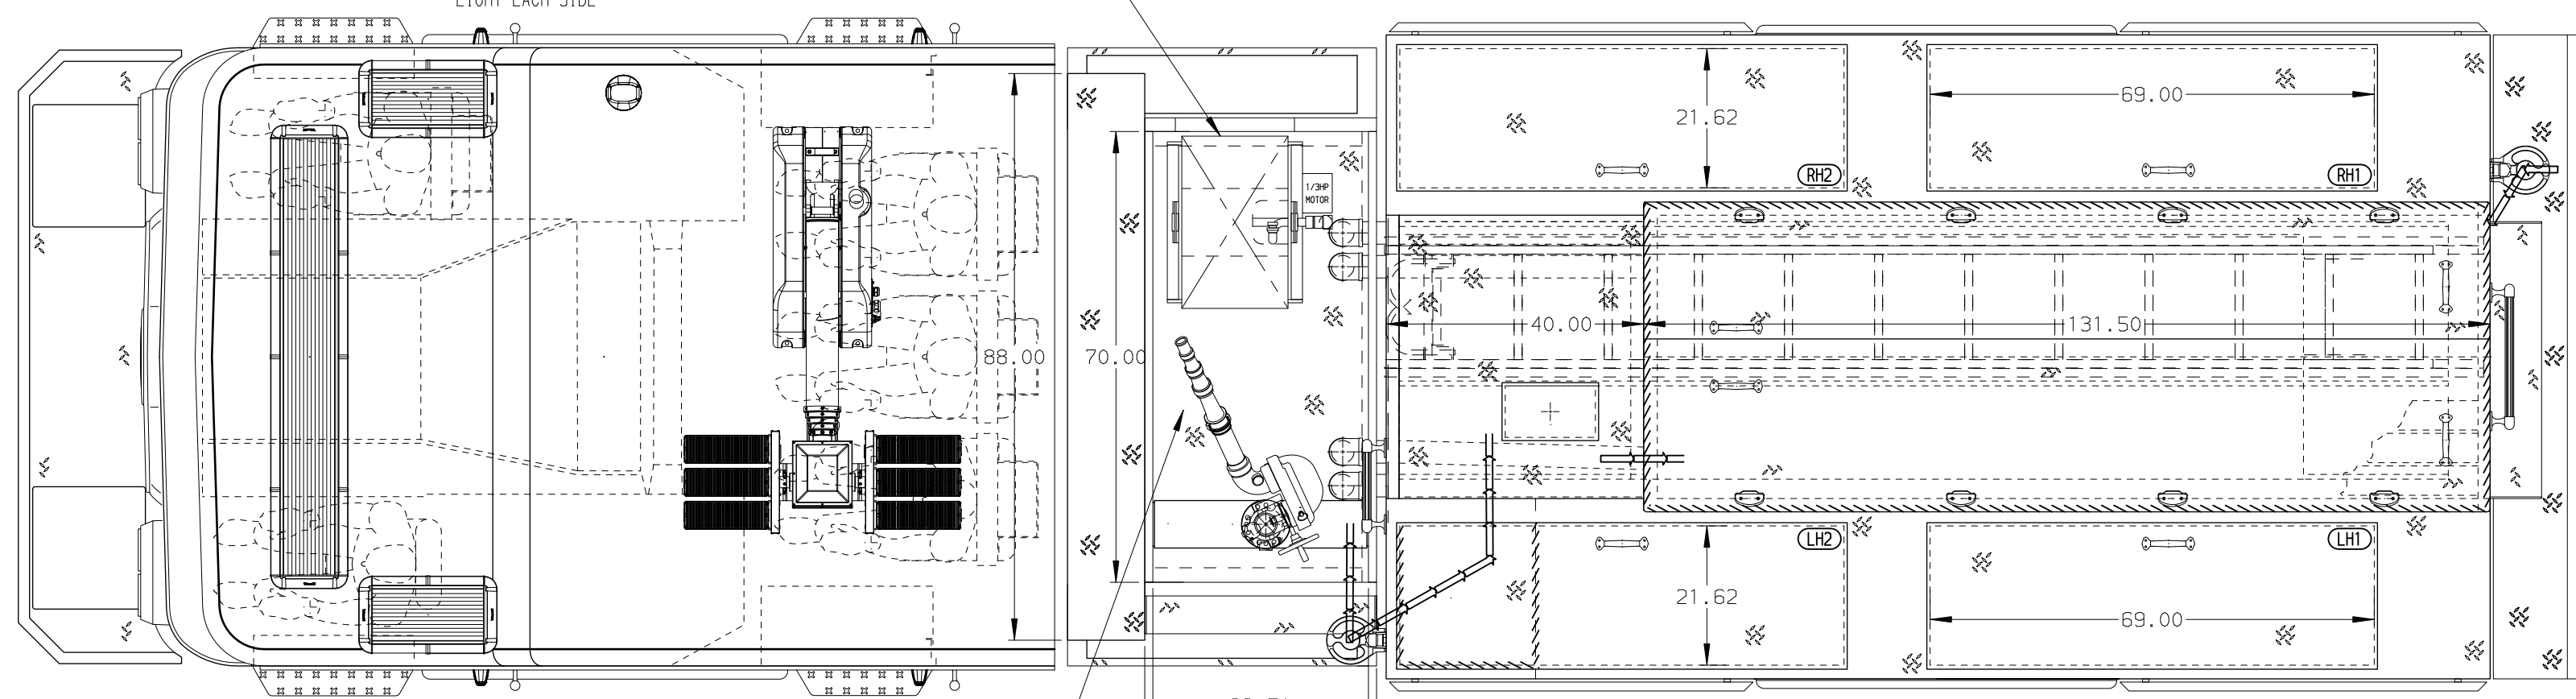 LIGHT EACH SIDE
21.62
69.00
RH2
RH1
1/3HP
MOTOR
88.00
70.00
40.00
131.50
LH2
LH1
21.62
69.00